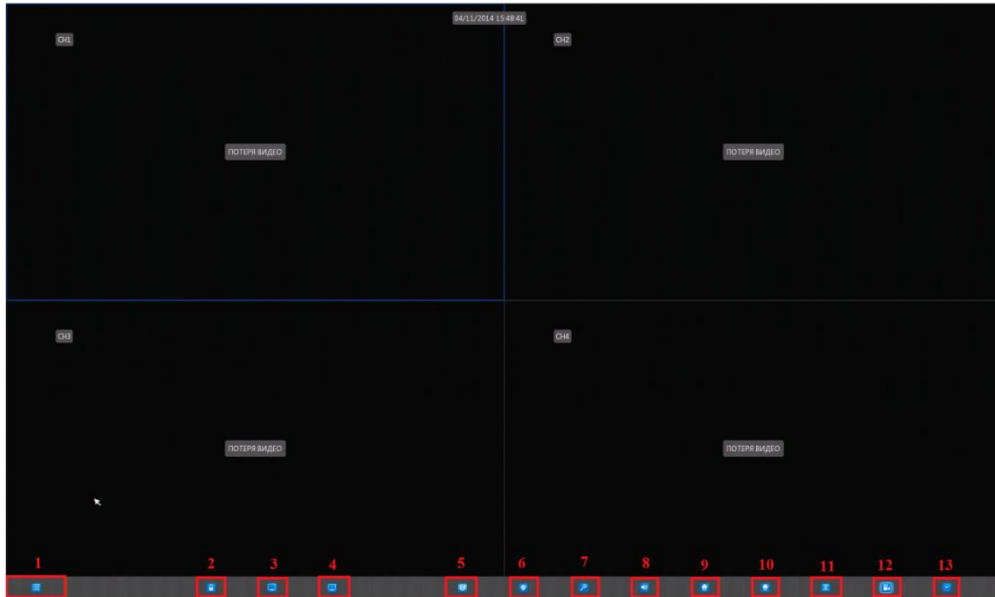 04/11/2014 15:48:41
CH1
CH2
ПОТЕРЯ ВИДЕО
ПОТЕРЯ ВИДЕО
CH3
CH4
ПОТЕРЯ ВИДЕО
ПОТЕРЯ ВИДЕО
1 2 3 4 5 6 7 8 9 10 11 12 13